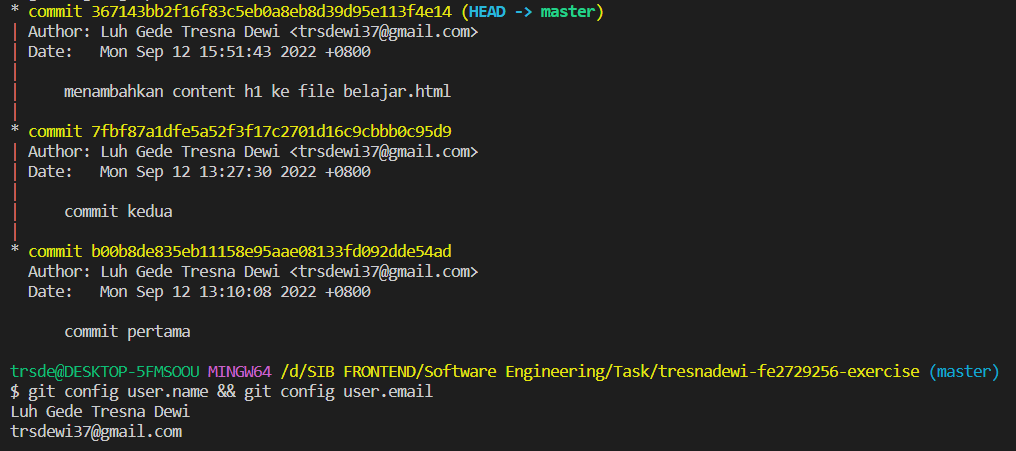 * commit 367143bb2f16f83c5eb0a8eb8d39d95e113f4e14 (HEAD -> master)
| Author: Luh Gede Tresna Dewi <trsdewi37@gmail.com>
| Date:   Mon Sep 12 15:51:43 2022 +0800
|
|     menambahkan content h1 ke file belajar.html
|
* commit 7fbf87a1dfe5a52f3f17c2701d16c9cbbb0c95d9
| Author: Luh Gede Tresna Dewi <trsdewi37@gmail.com>
| Date:   Mon Sep 12 13:27:30 2022 +0800
|
|     commit kedua
|
* commit b00b8de835eb11158e95aae08133fd092dde54ad
  Author: Luh Gede Tresna Dewi <trsdewi37@gmail.com>
  Date:   Mon Sep 12 13:10:08 2022 +0800

      commit pertama

trsde@DESKTOP-5FMSOOU MINGW64 /d/SIB FRONTEND/Software Engineering/Task/tresnadewi-fe2729256-exercise (master)
$ git config user.name && git config user.email
Luh Gede Tresna Dewi
trsdewi37@gmail.com